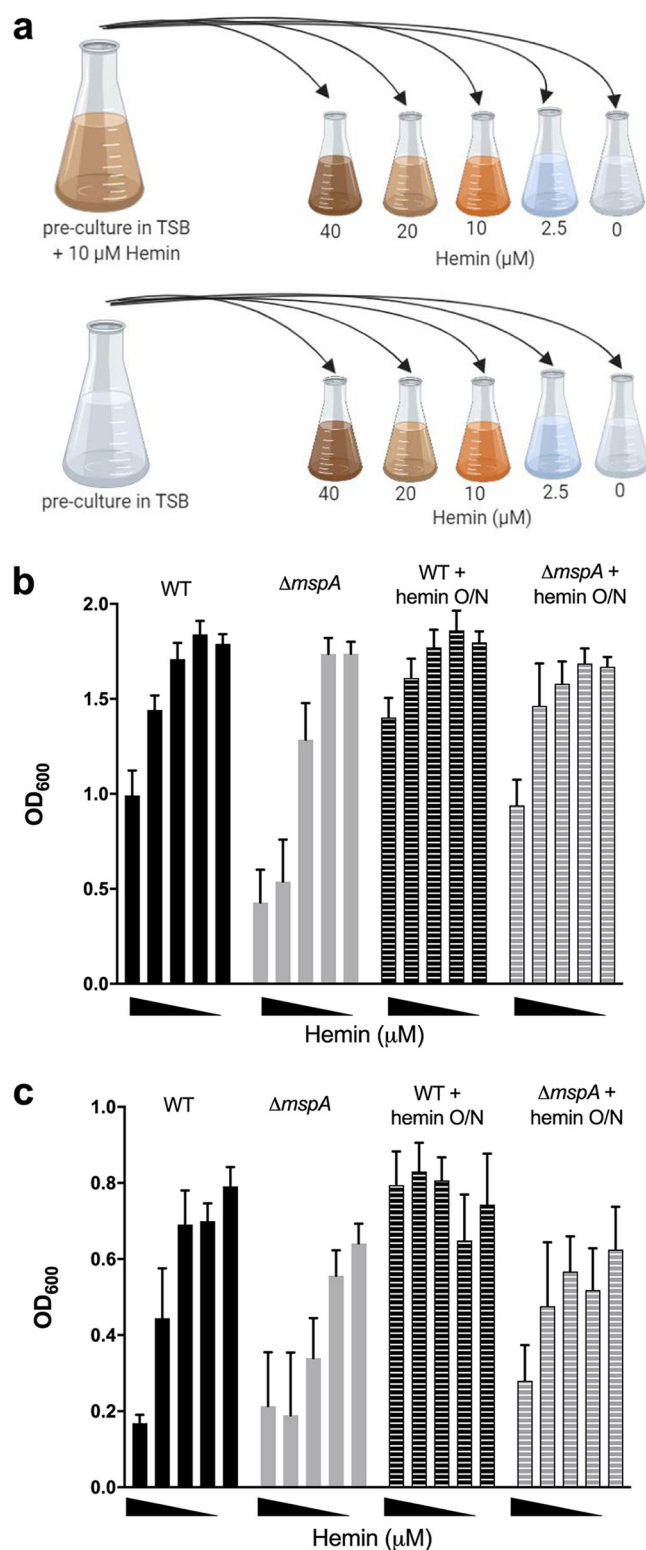 a
pre-culture in TSB
+ 10 µM Hemin
40 20 10 2.5 0
Hemin (µM)
pre-culture in TSB
40 20 10 2.5 0
Hemin (µM)
b
WT ΔmspA WT + hemin O/N ΔmspA + hemin O/N
2.0
1.5
1.0
0.5
0.0
OD600
Hemin (µM)
c
WT ΔmspA WT + hemin O/N ΔmspA + hemin O/N
1.0
0.8
0.6
0.4
0.2
0.0
OD600
Hemin (µM)